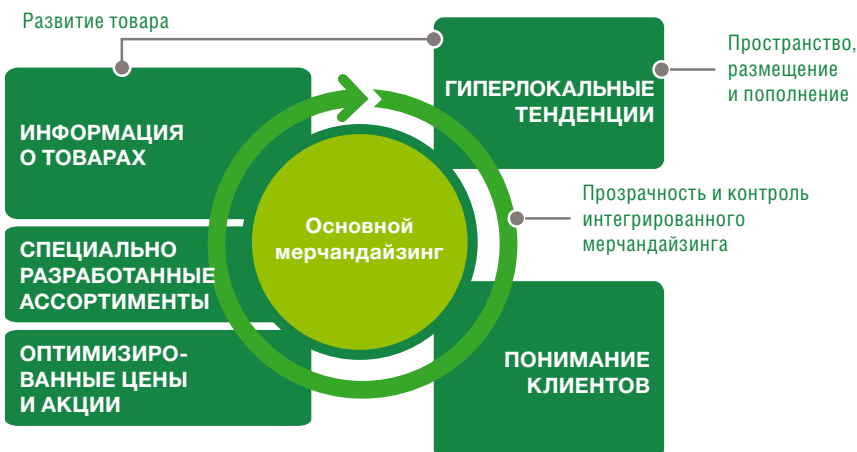 Развитие товара
ИНФОРМАЦИЯ
О ТОВАРАХ
СПЕЦИАЛЬНО
РАЗРАБОТАННЫЕ
АССОРТИМЕНТЫ
ОПТИМИЗИРО-
ВАННЫЕ ЦЕНЫ
И АКЦИИ
Основной
мерчандайзинг
ГИПЕРЛОКАЛЬНЫЕ
ТЕНДЕНЦИИ
Пространство,
размещение
и пополнение
Прозрачность и контроль
интегрированного
мерчандайзинга
ПОНИМАНИЕ
КЛИЕНТОВ